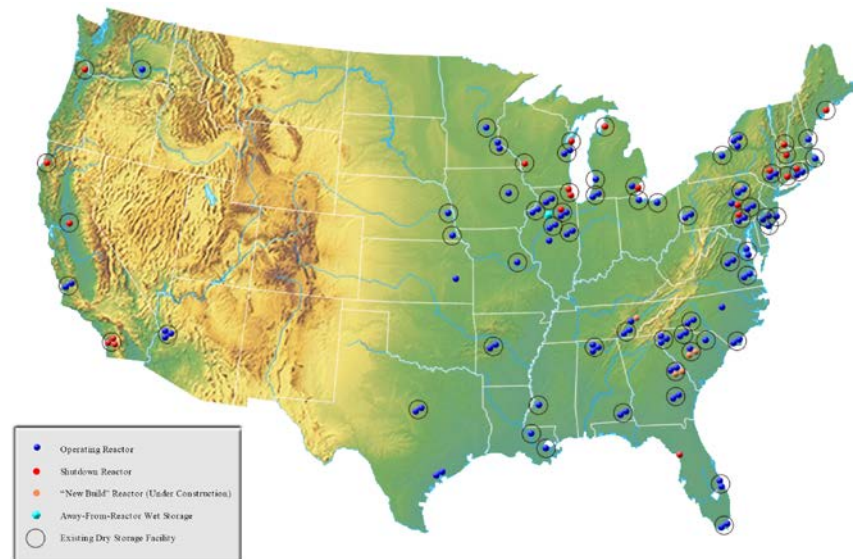 Operating Reactor
Shutdown Reactor
"New Build" Reactor (Under Construction)
Away-From-Reactor Wet Storage
Existing Dry Storage Facility